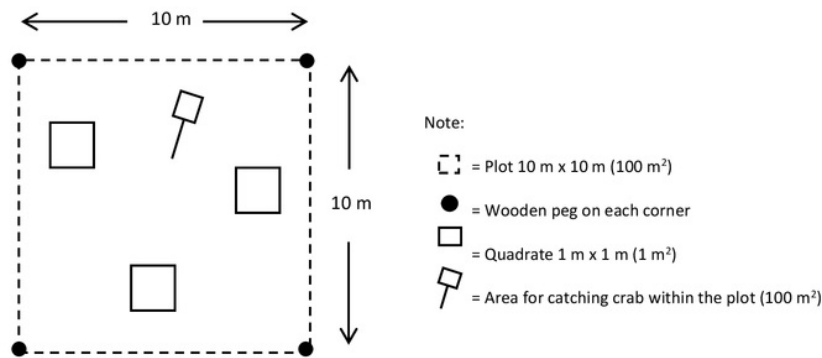 10 m
10 m
Note:
= Plot 10 m x 10 m (100 m²)
= Wooden peg on each corner
= Quadrate 1 m x 1 m (1 m²)
= Area for catching crab within the plot (100 m²)